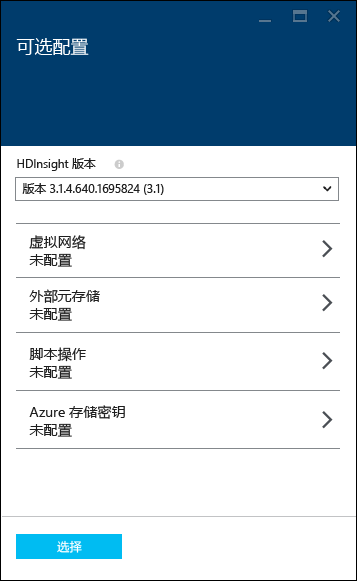 可选配置
HDInsight 版本
版本 3.1.4.640.1695824 (3.1)
虚拟网络
未配置
外部元存储
未配置
脚本操作
未配置
Azure 存储密钥
未配置
选择